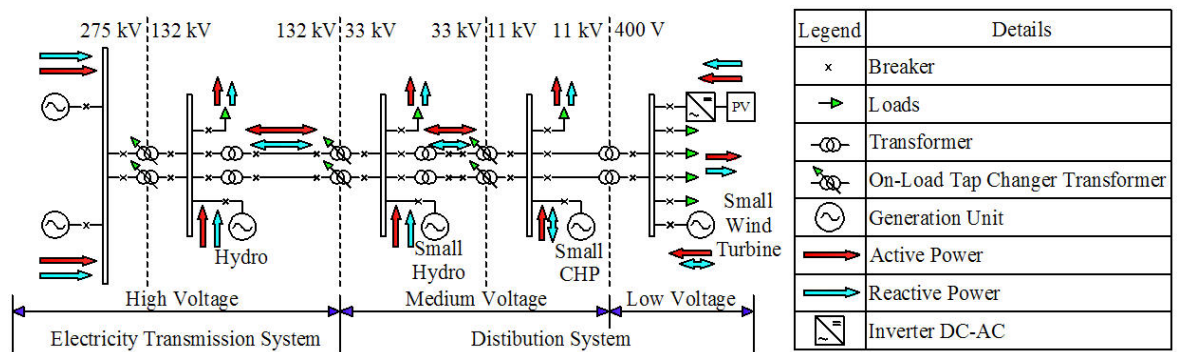 275 kV 132 kV 132 kV 33 kV 33 kV 11 kV 11 kV 400 V
PV
Hydro
Small
Hydro
Small
CHP
Small
Wind
Turbine
High Voltage Medium Voltage Low Voltage
Electricity Transmission System Distibution System
Legend Details
Breaker
Loads
Transformer
On-Load Tap Changer Transformer
Generation Unit
Active Power
Reactive Power
Inverter DC-AC